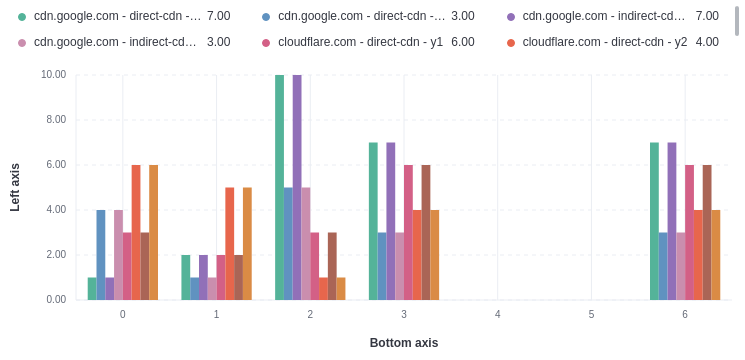 cdn.google.com - direct-cdn -... 7.00 cdn.google.com - direct-cdn -... 3.00 cdn.google.com - indirect-cd... 7.00
cdn.google.com - indirect-cd... 3.00 cloudflare.com - direct-cdn - y1 6.00 cloudflare.com - direct-cdn - y2 4.00
Left axis
10.00
8.00
6.00
4.00
2.00
0.00
0 1 2 3 4 5 6
Bottom axis